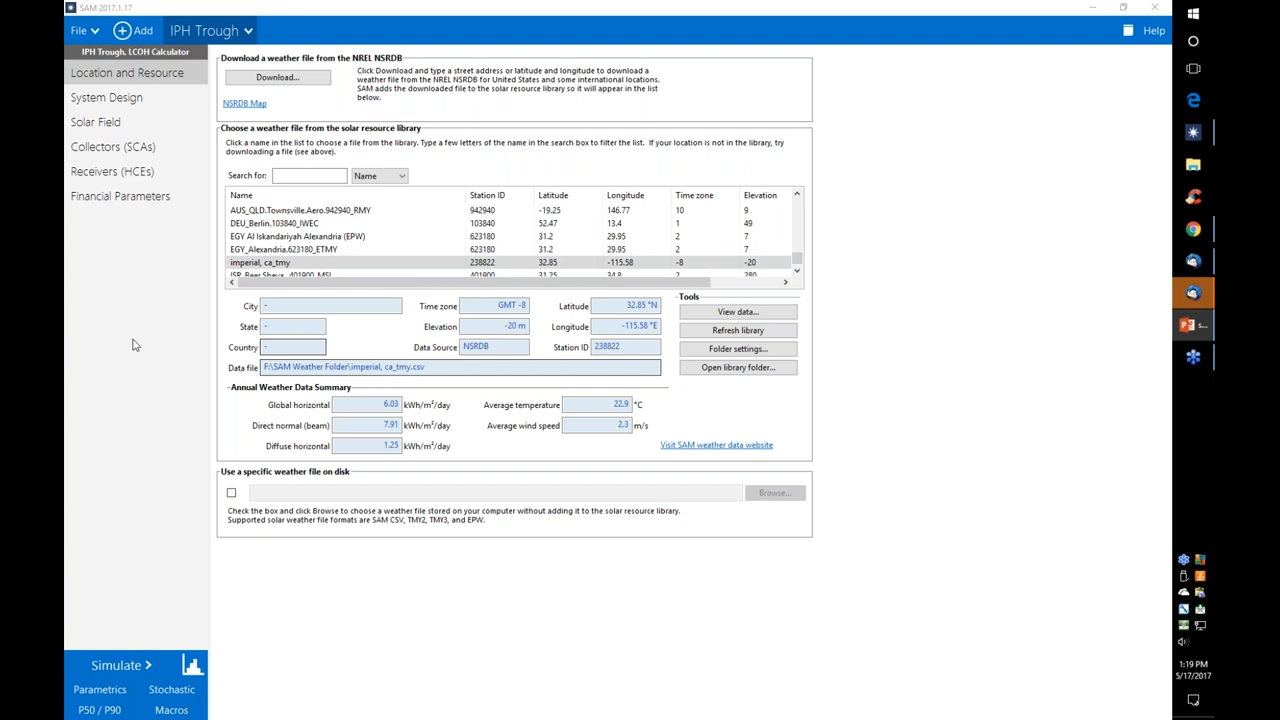 SAM 2017.1.17
File
Add
IPH Trough
Help
IPH Trough, LCOH Calculator
Location and Resource
System Design
Solar Field
Collectors (SCAs)
Receivers (HCEs)
Financial Parameters
Download a weather file from the NREL NSRDB
Download...
Click Download and type a street address or latitude and longitude to download a
weather file from the NREL NSRDB for United States and some international locations.
SAM adds the downloaded file to the solar resource library so it will appear in the list
below.
NSRDB Map
Choose a weather file from the solar resource library
Click a name in the list to choose a file from the library. Type a few letters of the name in the search box to filter the list. If your location is not in the library, try
downloading a file (see above).
Search for: Name
Name Station ID Latitude Longitude Time zone Elevation
AUS_QLD.Townsville.Aero.942940_RMY 942940 -19.25 146.77 10 9
DEU_Berlin.103840_IWEC 103840 52.47 13.4 1 49
EGY Al Iskandariyah Alexandria (EPW) 623180 31.2 29.95 2 7
EGY_Alexandria.623180_ETMY 623180 31.2 29.95 2 7
imperial, ca_tmy 238822 32.85 -115.58 -8 -20
ISR_Beer.Sheva._401900_MSI 401900 31.25 34.8 2 280
City - Time zone GMT -8 Latitude 32.85 °N
State - Elevation -20 m Longitude -115.58 °E
Country - Data Source NSRDB Station ID 238822
Data file F:\SAM Weather Folder\imperial, ca_tmy.csv
Tools
View data...
Refresh library
Folder settings...
Open library folder...
Annual Weather Data Summary
Global horizontal 6.03 kWh/m²/day Average temperature 22.9 °C
Direct normal (beam) 7.91 kWh/m²/day Average wind speed 2.3 m/s
Diffuse horizontal 1.25 kWh/m²/day
Visit SAM weather data website
Use a specific weather file on disk
Browse...
Check the box and click Browse to choose a weather file stored on your computer without adding it to the solar resource library.
Supported solar weather file formats are SAM CSV, TMY2, TMY3, and EPW.
Simulate >
Parametrics Stochastic
P50 / P90 Macros
s...
1:19 PM
5/17/2017